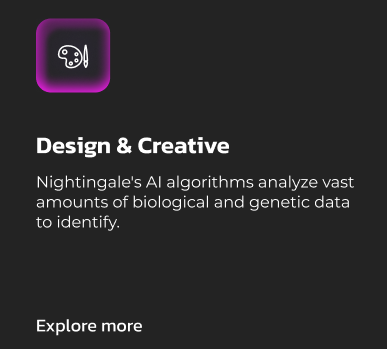 Design & Creative
Nightingale's AI algorithms analyze vast
amounts of biological and genetic data
to identify.
Explore more